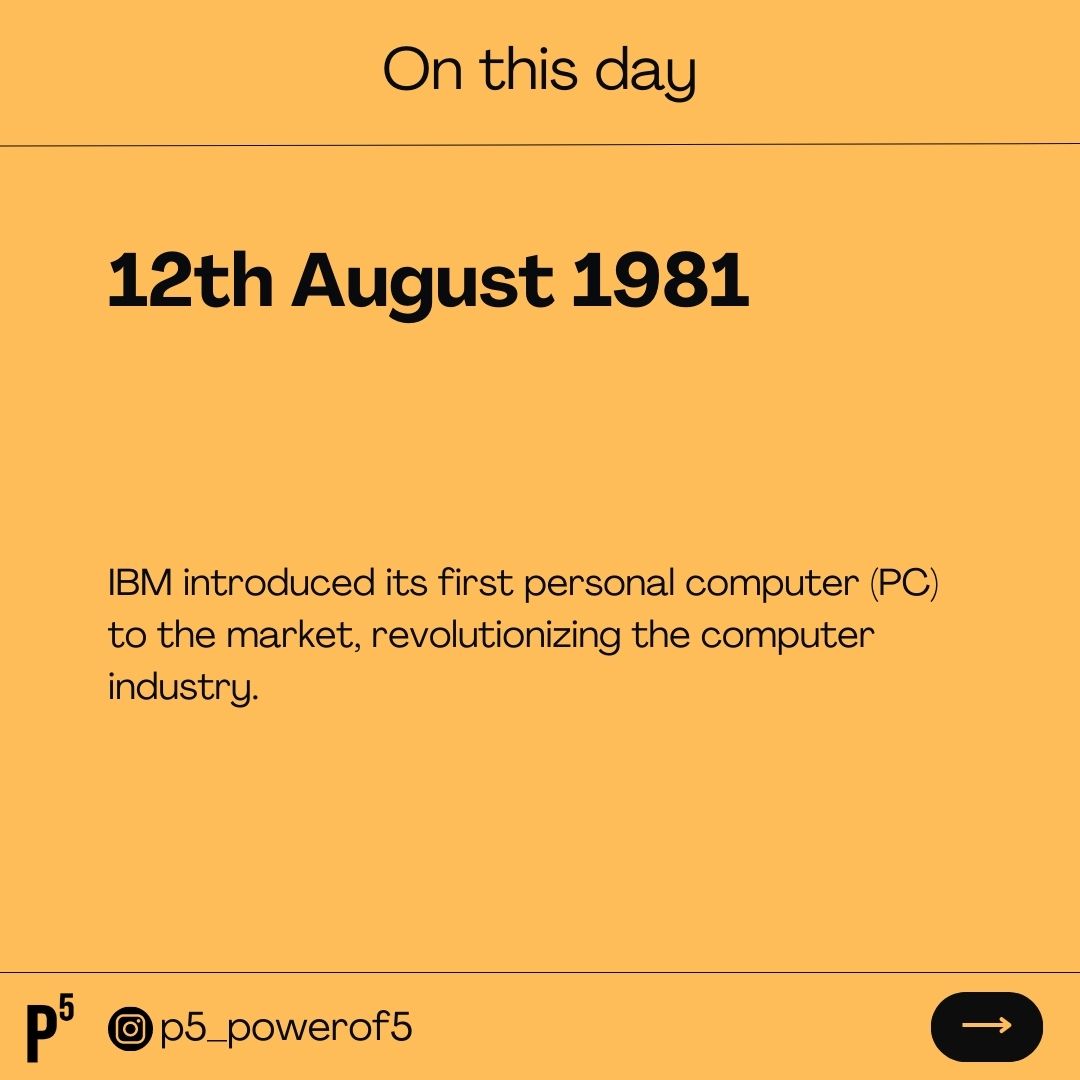 On this day
12th August 1981
IBM introduced its first personal computer (PC)
to the market, revolutionizing the computer
industry.
P⁵ p5_powerof5